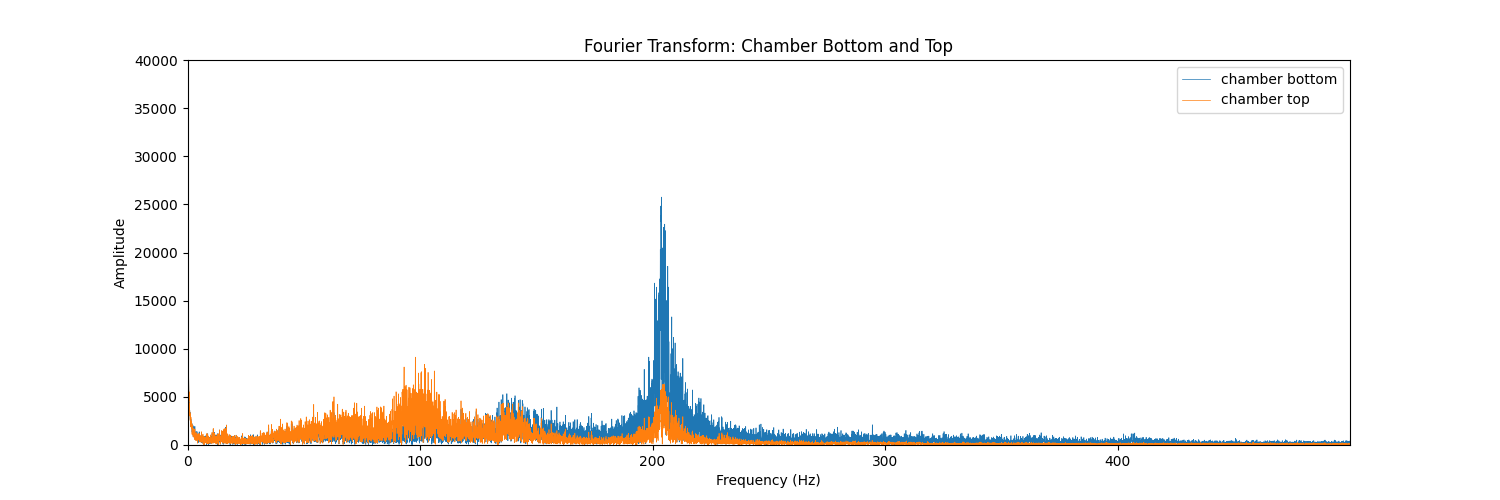 Fourier Transform: Chamber Bottom and Top
40000
35000
30000
25000
20000
15000
10000
5000
0
Amplitude
chamber bottom
chamber top
0
100
200
300
400
Frequency (Hz)